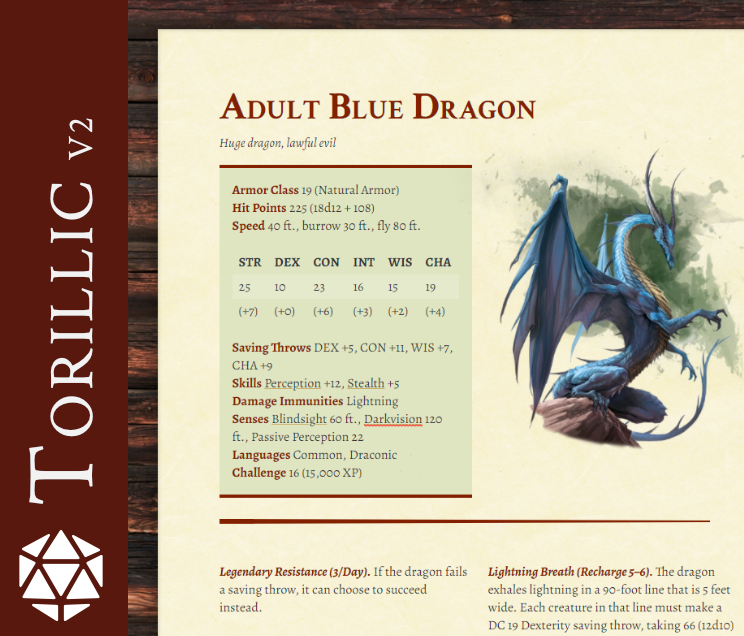 TORILLIC V2
ADULT BLUE DRAGON
Huge dragon, lawful evil
Armor Class 19 (Natural Armor)
Hit Points 225 (18d12 + 108)
Speed 40 ft., burrow 30 ft., fly 80 ft.
STR DEX CON INT WIS CHA
25 10 23 16 15 19
(+7) (+0) (+6) (+3) (+2) (+4)
Saving Throws DEX +5, CON +11, WIS +7,
CHA +9
Skills Perception +12, Stealth +5
Damage Immunities Lightning
Senses Blindsight 60 ft., Darkvision 120
ft., Passive Perception 22
Languages Common, Draconic
Challenge 16 (15,000 XP)
Legendary Resistance (3/Day). If the dragon fails
a saving throw, it can choose to succeed
instead.
Lightning Breath (Recharge 5–6). The dragon
exhales lightning in a 90-foot line that is 5 feet
wide. Each creature in that line must make a
DC 19 Dexterity saving throw, taking 66 (12d10)